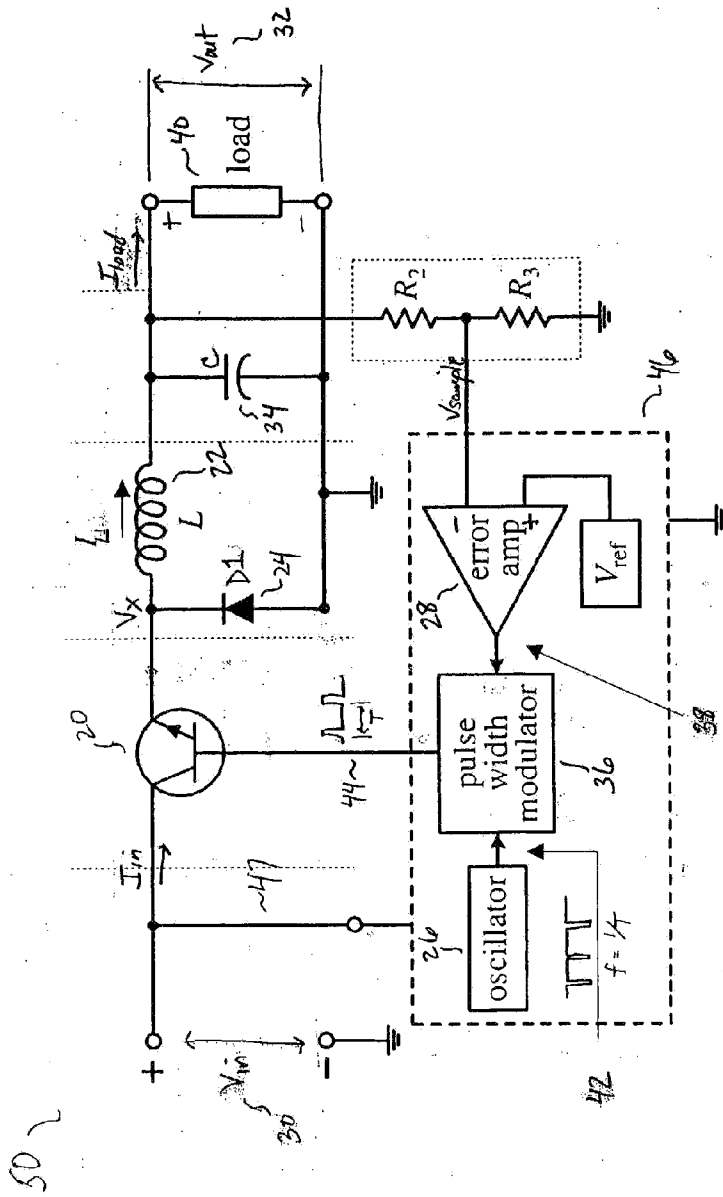 50
+
Vin
30
−
Iin
47
20
Vx
D1
24
IL
L
22
C
34
Iload
+
40
load
−
Vout
32
R2
R3
Vsample
44
T
46
26
oscillator
pulse
width
modulator
36
28
−
error
amp
+
Vref
38
42
f = 1/T